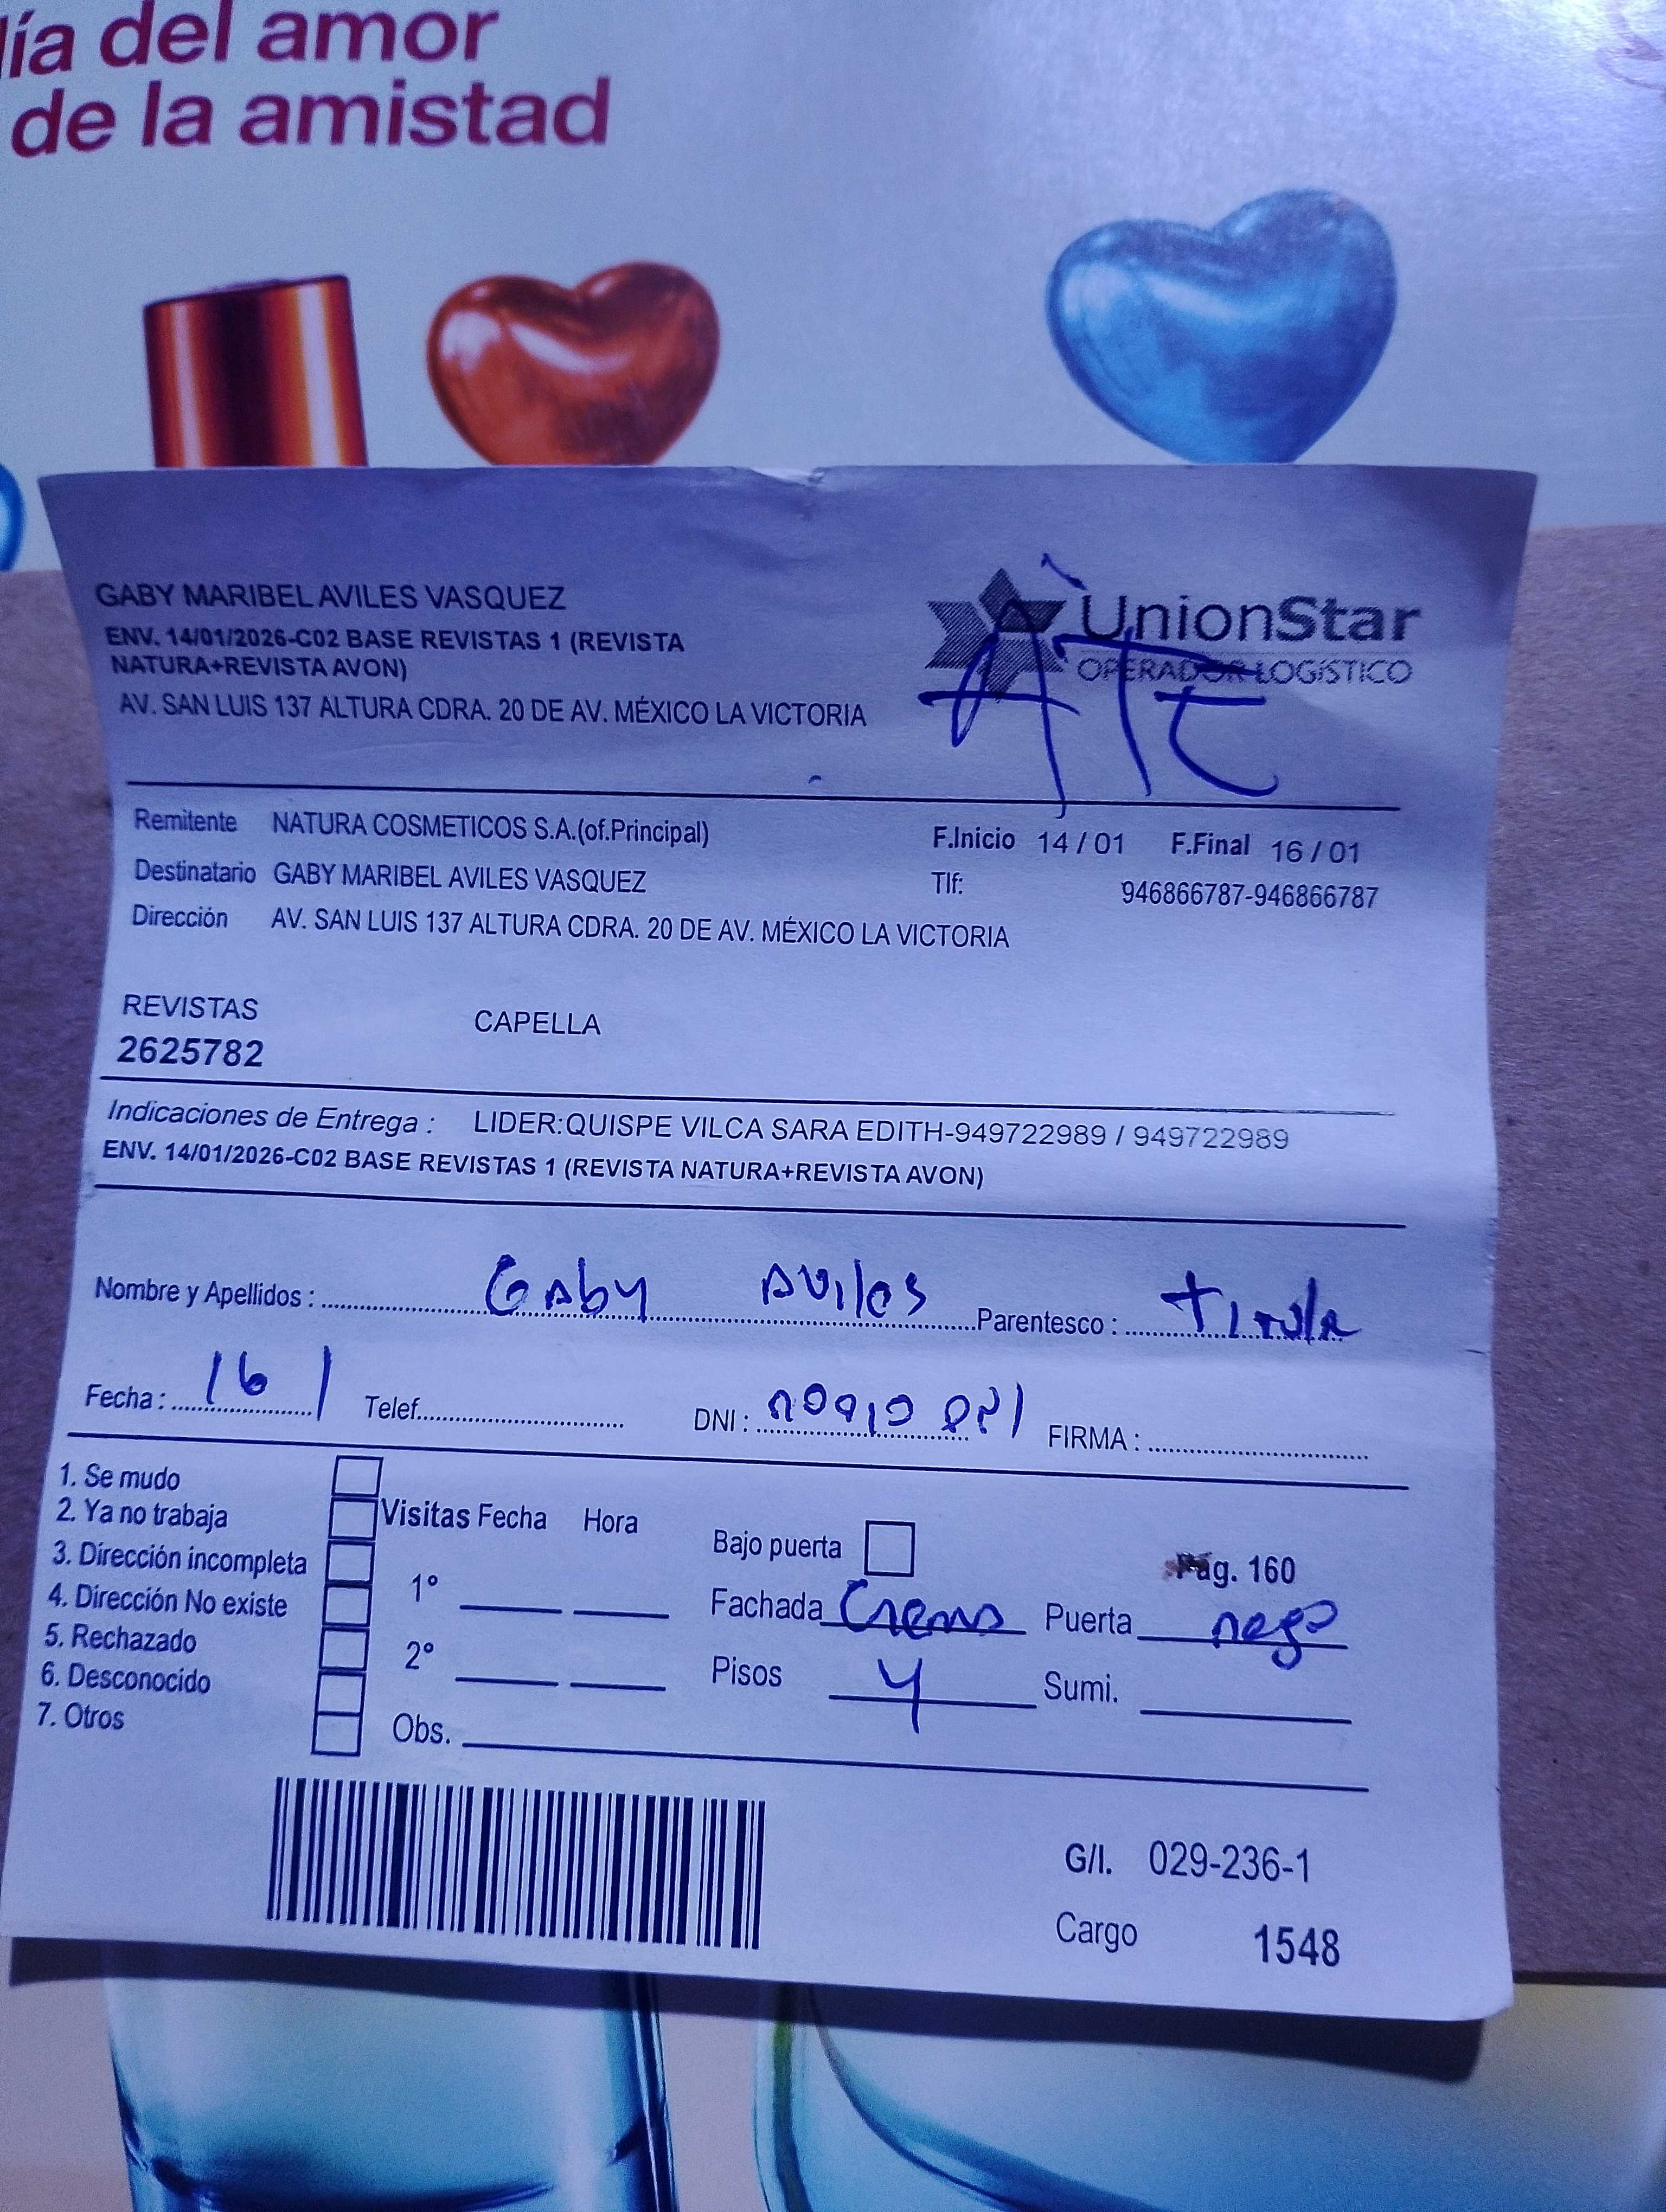 ía del amor
de la amistad
GABY MARIBEL AVILES VASQUEZ
ENV. 14/01/2026-C02 BASE REVISTAS 1 (REVISTA
NATURA+REVISTA AVON)
AV. SAN LUIS 137 ALTURA CDRA. 20 DE AV. MÉXICO LA VICTORIA
UnionStar
OPERADOR LOGÍSTICO
ATE
Remitente NATURA COSMETICOS S.A.(of.Principal) F.Inicio 14 / 01 F.Final 16 / 01
Destinatario GABY MARIBEL AVILES VASQUEZ Tlf: 946866787-946866787
Dirección AV. SAN LUIS 137 ALTURA CDRA. 20 DE AV. MÉXICO LA VICTORIA
REVISTAS CAPELLA
2625782
Indicaciones de Entrega : LIDER:QUISPE VILCA SARA EDITH-949722989 / 949722989
ENV. 14/01/2026-C02 BASE REVISTAS 1 (REVISTA NATURA+REVISTA AVON)
Nombre y Apellidos : Gaby Aviles Parentesco :
Fecha : 16 / Telef. DNI : FIRMA :
1. Se mudo
2. Ya no trabaja
3. Dirección incompleta
4. Dirección No existe
5. Rechazado
6. Desconocido
7. Otros
Visitas Fecha Hora
1°
2°
Obs.
Bajo puerta Pág. 160
Fachada Crema Puerta
Pisos 4 Sumi.
G/I. 029-236-1
Cargo 1548